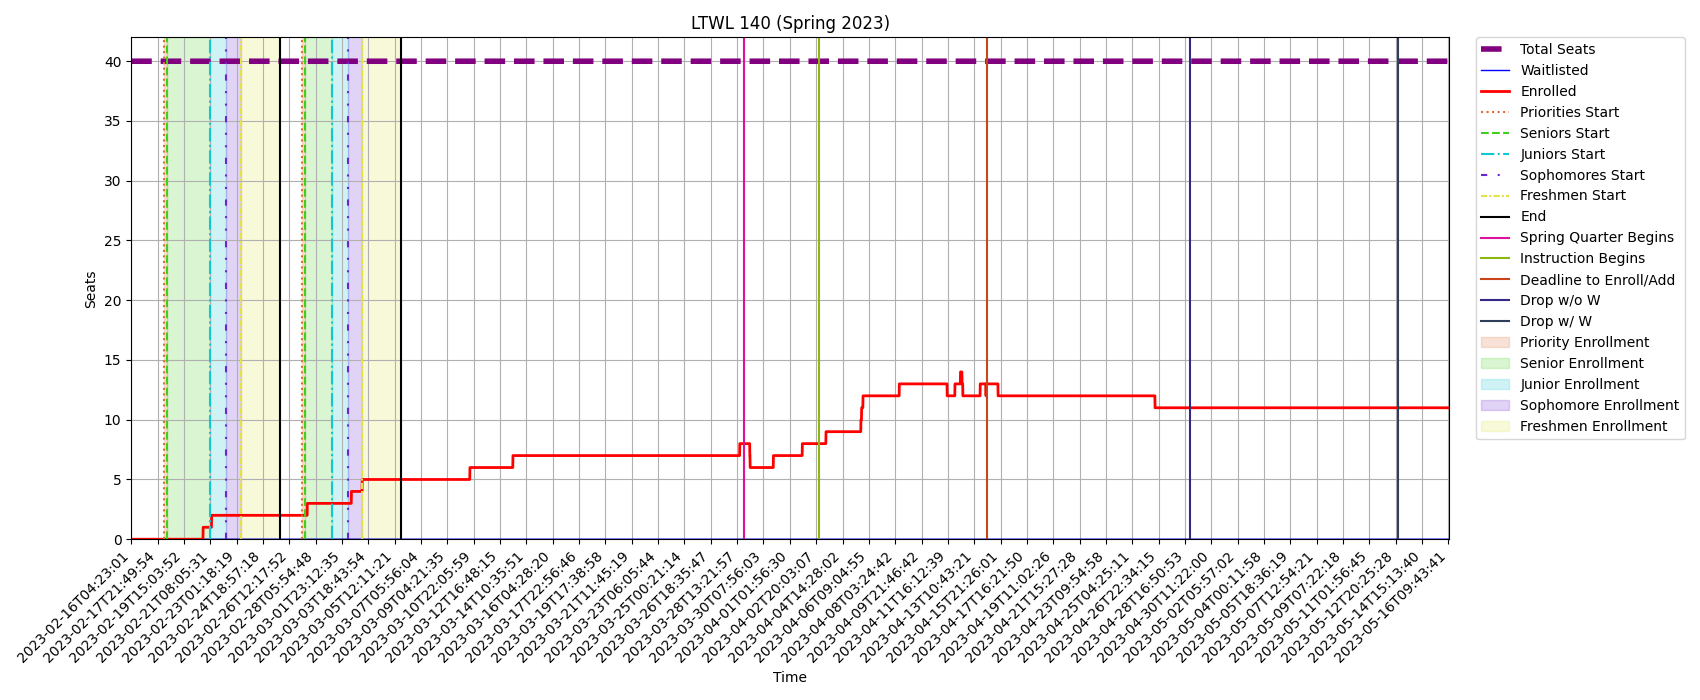 LTWL 140 (Spring 2023)
Seats
40
35
30
25
20
15
10
5
0
2023-02-16T04:23:01
2023-02-17T21:49:54
2023-02-19T15:03:52
2023-02-21T08:05:31
2023-02-23T01:18:19
2023-02-24T18:57:18
2023-02-26T12:17:52
2023-02-28T05:54:48
2023-03-01T23:12:35
2023-03-03T18:43:54
2023-03-05T12:11:21
2023-03-07T05:56:04
2023-03-09T04:21:35
2023-03-10T22:05:59
2023-03-12T16:48:15
2023-03-14T10:35:51
2023-03-16T04:28:20
2023-03-17T22:56:46
2023-03-19T17:38:58
2023-03-21T11:45:19
2023-03-23T06:05:44
2023-03-25T00:21:14
2023-03-26T18:35:47
2023-03-28T13:21:57
2023-03-30T07:56:03
2023-04-01T01:56:30
2023-04-02T20:03:07
2023-04-04T14:28:02
2023-04-06T09:04:55
2023-04-08T03:24:42
2023-04-09T21:46:42
2023-04-11T16:12:39
2023-04-13T10:43:21
2023-04-15T21:26:01
2023-04-17T16:21:50
2023-04-19T11:02:26
2023-04-21T15:27:28
2023-04-23T09:54:58
2023-04-25T04:25:11
2023-04-26T22:34:15
2023-04-28T16:50:53
2023-04-30T11:22:00
2023-05-02T05:57:02
2023-05-04T00:11:58
2023-05-05T18:36:19
2023-05-07T12:54:21
2023-05-09T07:22:18
2023-05-11T01:56:45
2023-05-12T20:25:28
2023-05-14T15:13:40
2023-05-16T09:43:41
Time
Total Seats
Waitlisted
Enrolled
Priorities Start
Seniors Start
Juniors Start
Sophomores Start
Freshmen Start
End
Spring Quarter Begins
Instruction Begins
Deadline to Enroll/Add
Drop w/o W
Drop w/ W
Priority Enrollment
Senior Enrollment
Junior Enrollment
Sophomore Enrollment
Freshmen Enrollment